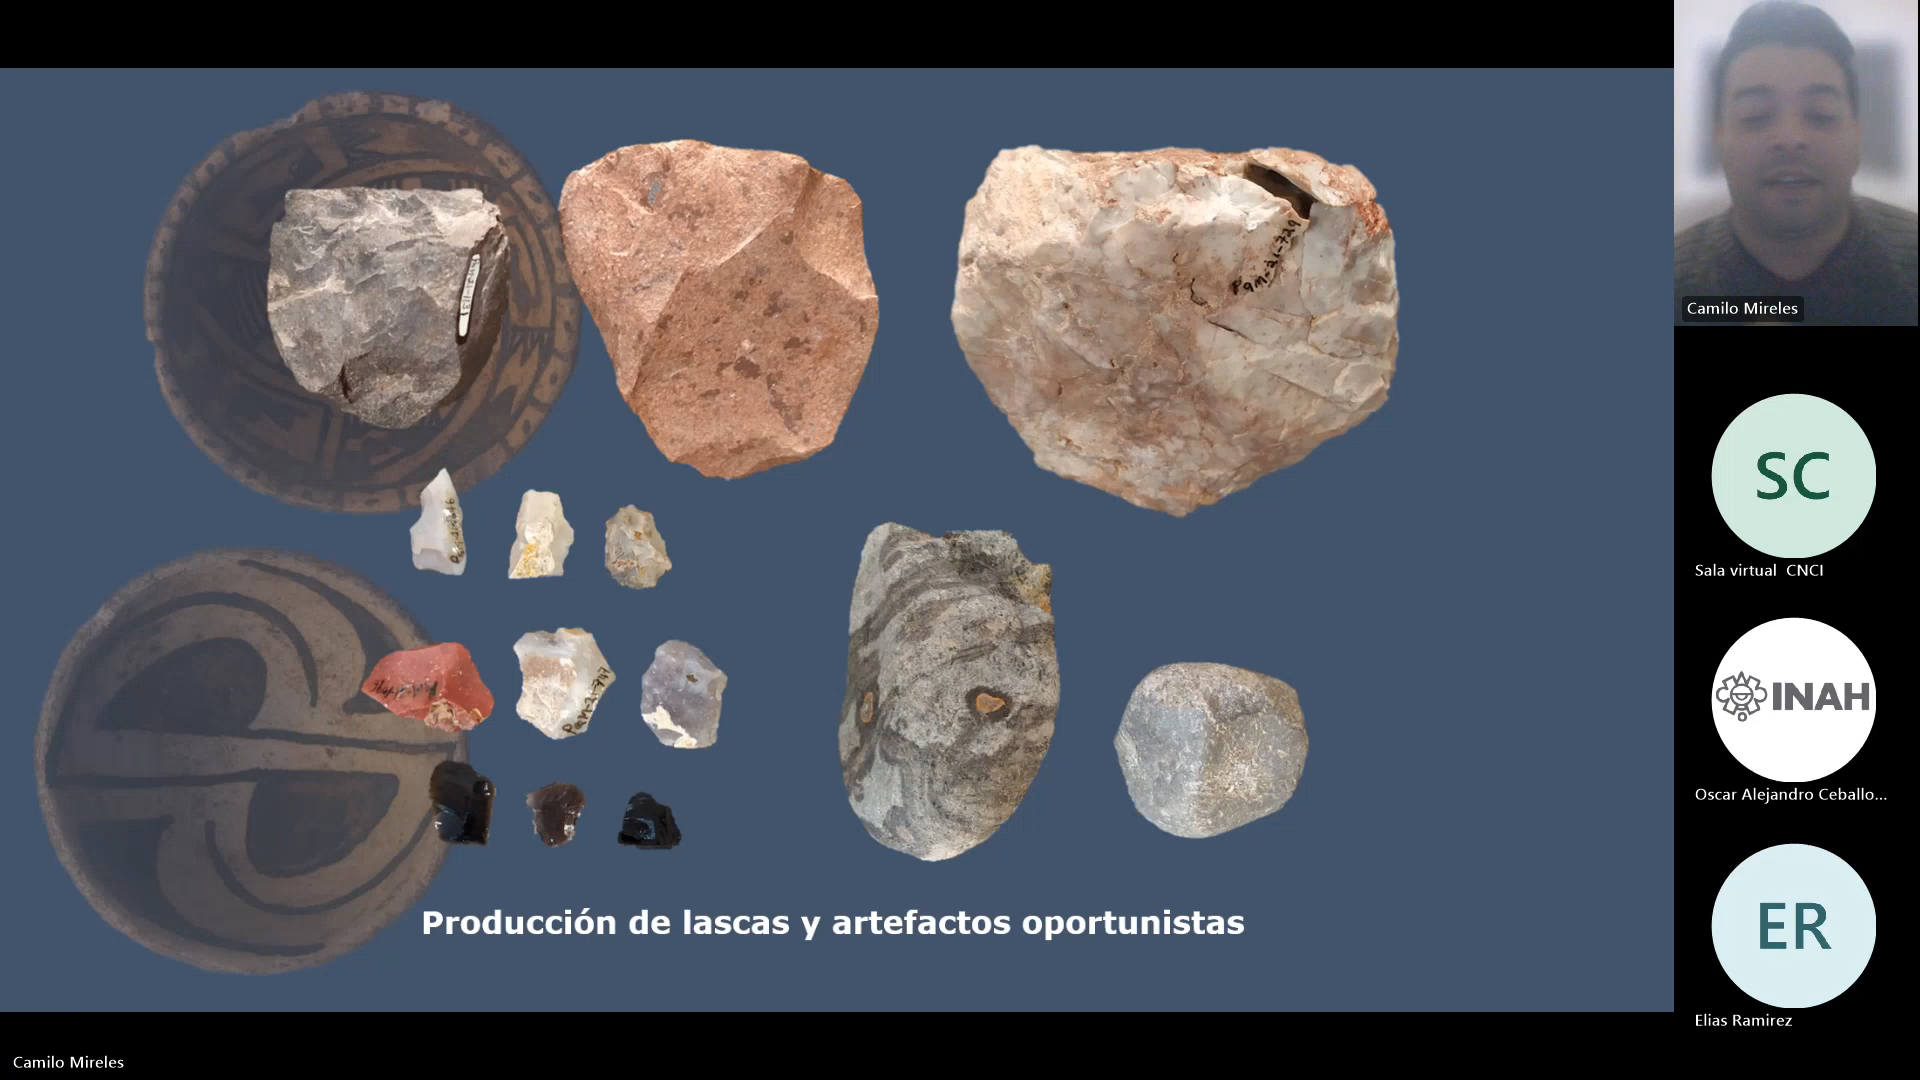 Producción de lascas y artefactos oportunistas
Camilo Mireles
SC
Sala virtual CNCI
INAH
Oscar Alejandro Ceballo...
ER
Elias Ramirez
Camilo Mireles